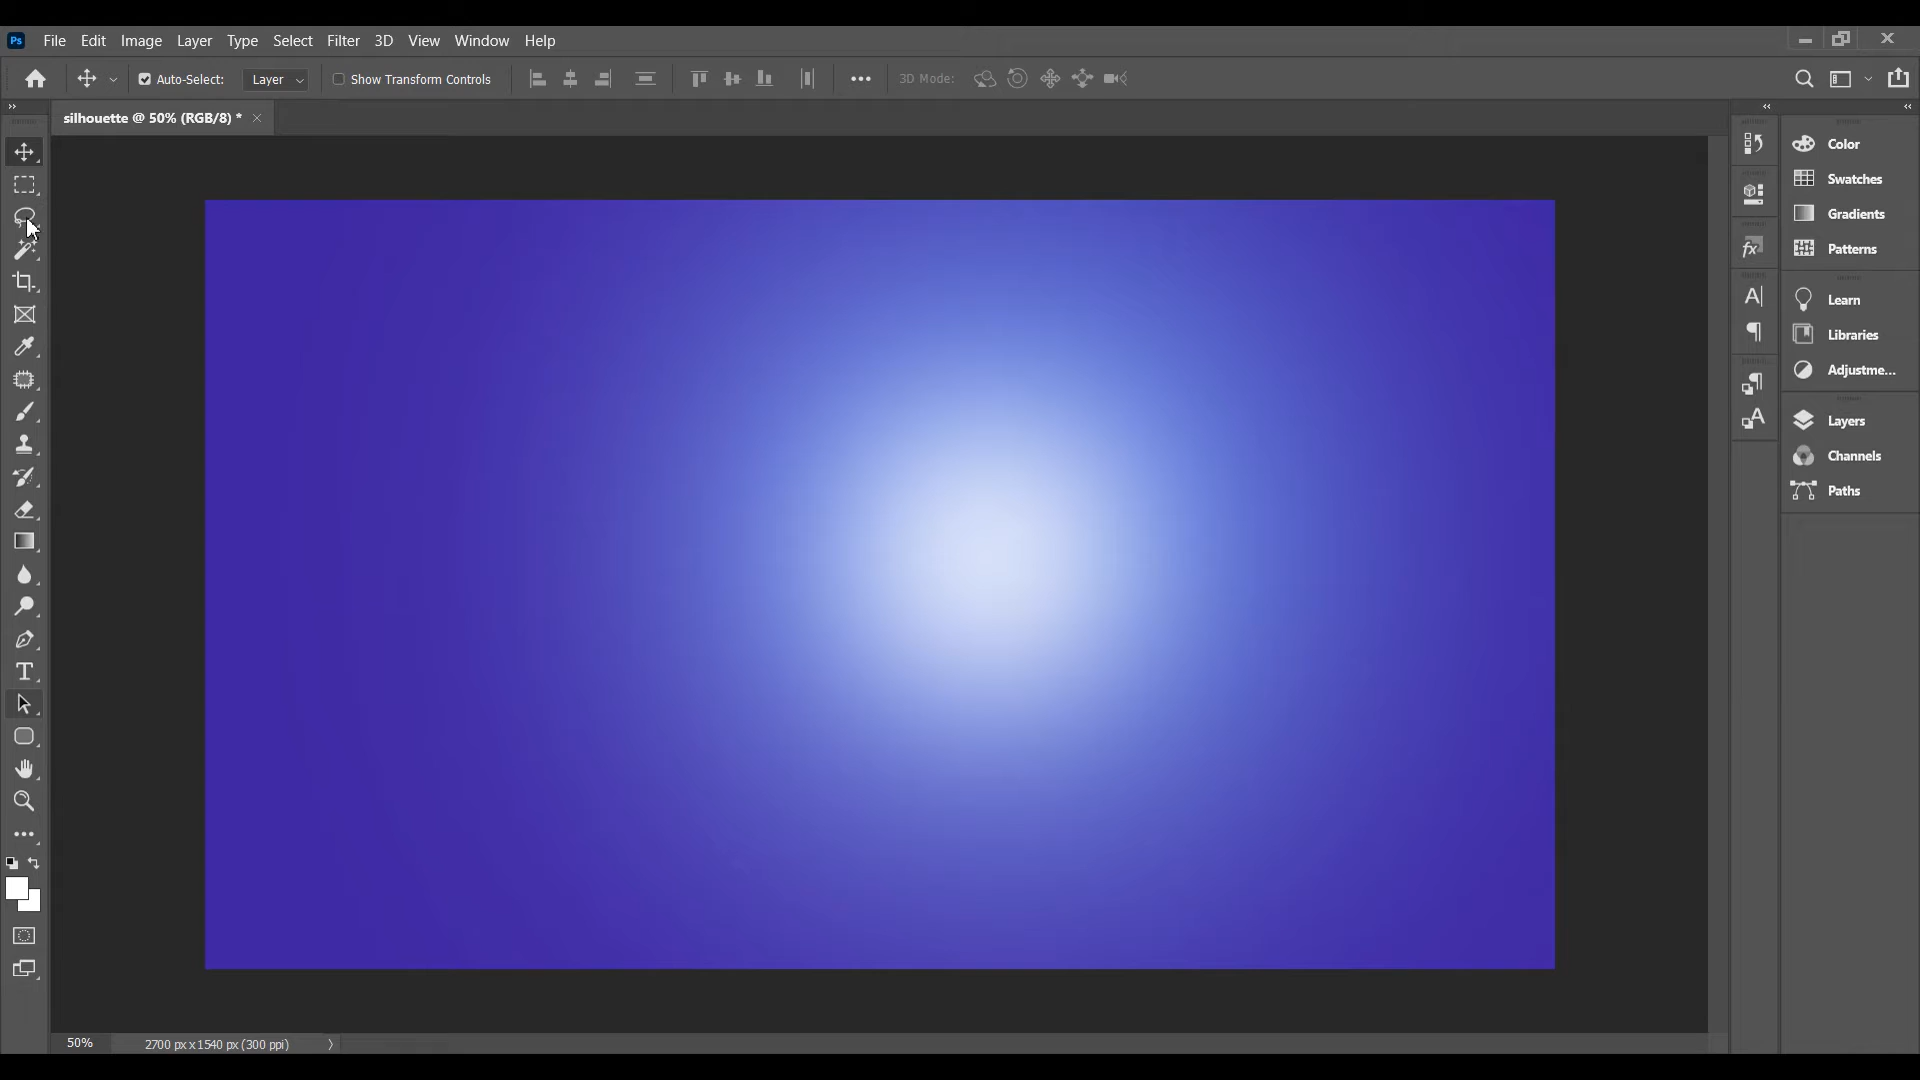 Ps File Edit Image Layer Type Select Filter 3D View Window Help
Auto-Select: Layer Show Transform Controls 3D Mode:
silhouette @ 50% (RGB/8) *
Color
Swatches
Gradients
Patterns
Learn
Libraries
Adjustme...
Layers
Channels
Paths
50% 2700 px x 1540 px (300 ppi)